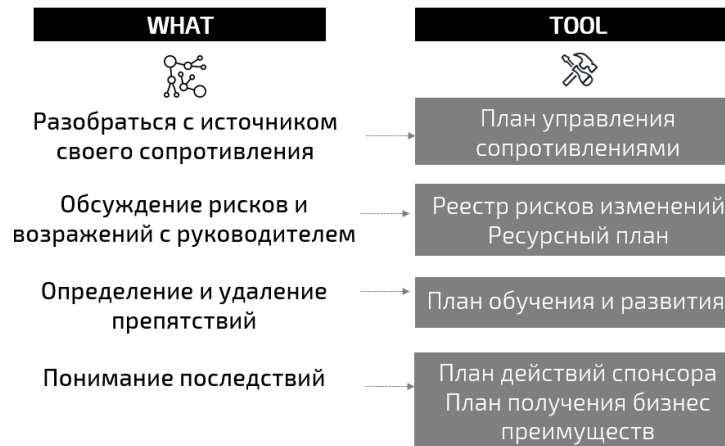 WHAT
TOOL
Разобраться с источником
своего сопротивления
План управления
сопротивлениями
Обсуждение рисков и
возражений с руководителем
Реестр рисков изменений
Ресурсный план
Определение и удаление
препятствий
План обучения и развития
Понимание последствий
План действий спонсора
План получения бизнес
преимуществ